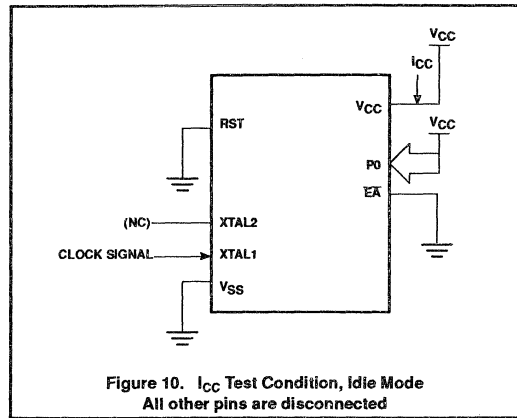 VCC
iCC
VCC
VCC
RST
P0
EA
(NC)
XTAL2
CLOCK SIGNAL
XTAL1
VSS
Figure 10. ICC Test Condition, Idle Mode
All other pins are disconnected